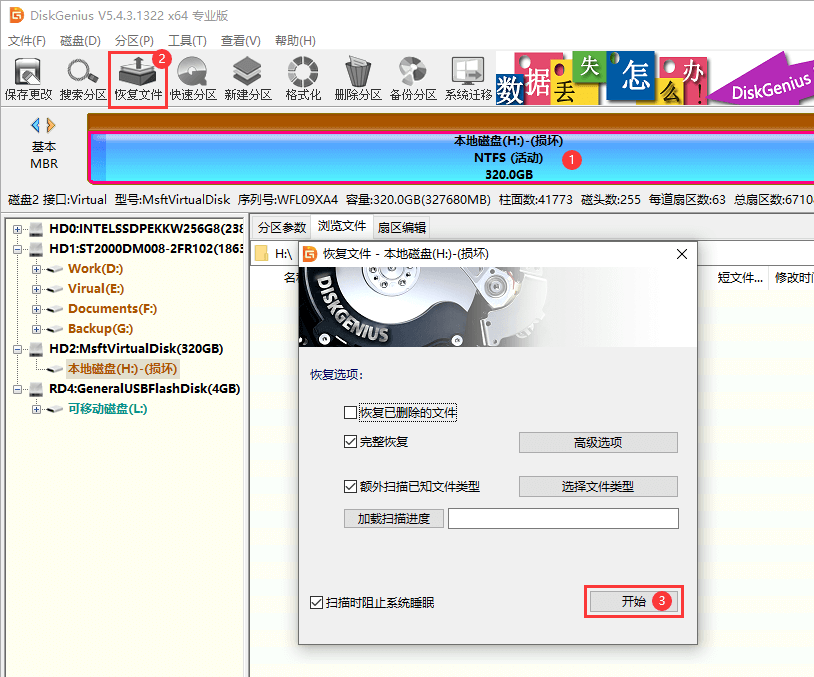 DiskGenius V5.4.3.1322 x64 专业版
文件(F) 磁盘(D) 分区(P) 工具(T) 查看(V) 帮助(H)
2
保存更改 搜索分区 恢复文件 快速分区 新建分区 格式化 删除分区 备份分区 系统迁移
数据丢失怎么办!
DiskGenius
基本
MBR
本地磁盘(H:)-(损坏)
NTFS (活动) 1
320.0GB
磁盘2 接口:Virtual 型号:MsftVirtualDisk 序列号:WFL09XA4 容量:320.0GB(327680MB) 柱面数:41773 磁头数:255 每道扇区数:63 总扇区数:6710
HD0:INTELSSDPEKKW256G8(238
HD1:ST2000DM008-2FR102(1863
Work(D:)
Virual(E:)
Documents(F:)
Backup(G:)
HD2:MsftVirtualDisk(320GB)
本地磁盘(H:)-(损坏)
RD4:GeneralUSBFlashDisk(4GB)
可移动磁盘(L:)
分区参数 浏览文件 扇区编辑
H:\
短文件... 修改时间
恢复文件 - 本地磁盘(H:)-(损坏)
DISKGENIUS
恢复选项:
恢复已删除的文件
完整恢复 高级选项
额外扫描已知文件类型 选择文件类型
加载扫描进度
扫描时阻止系统睡眠 开始 3